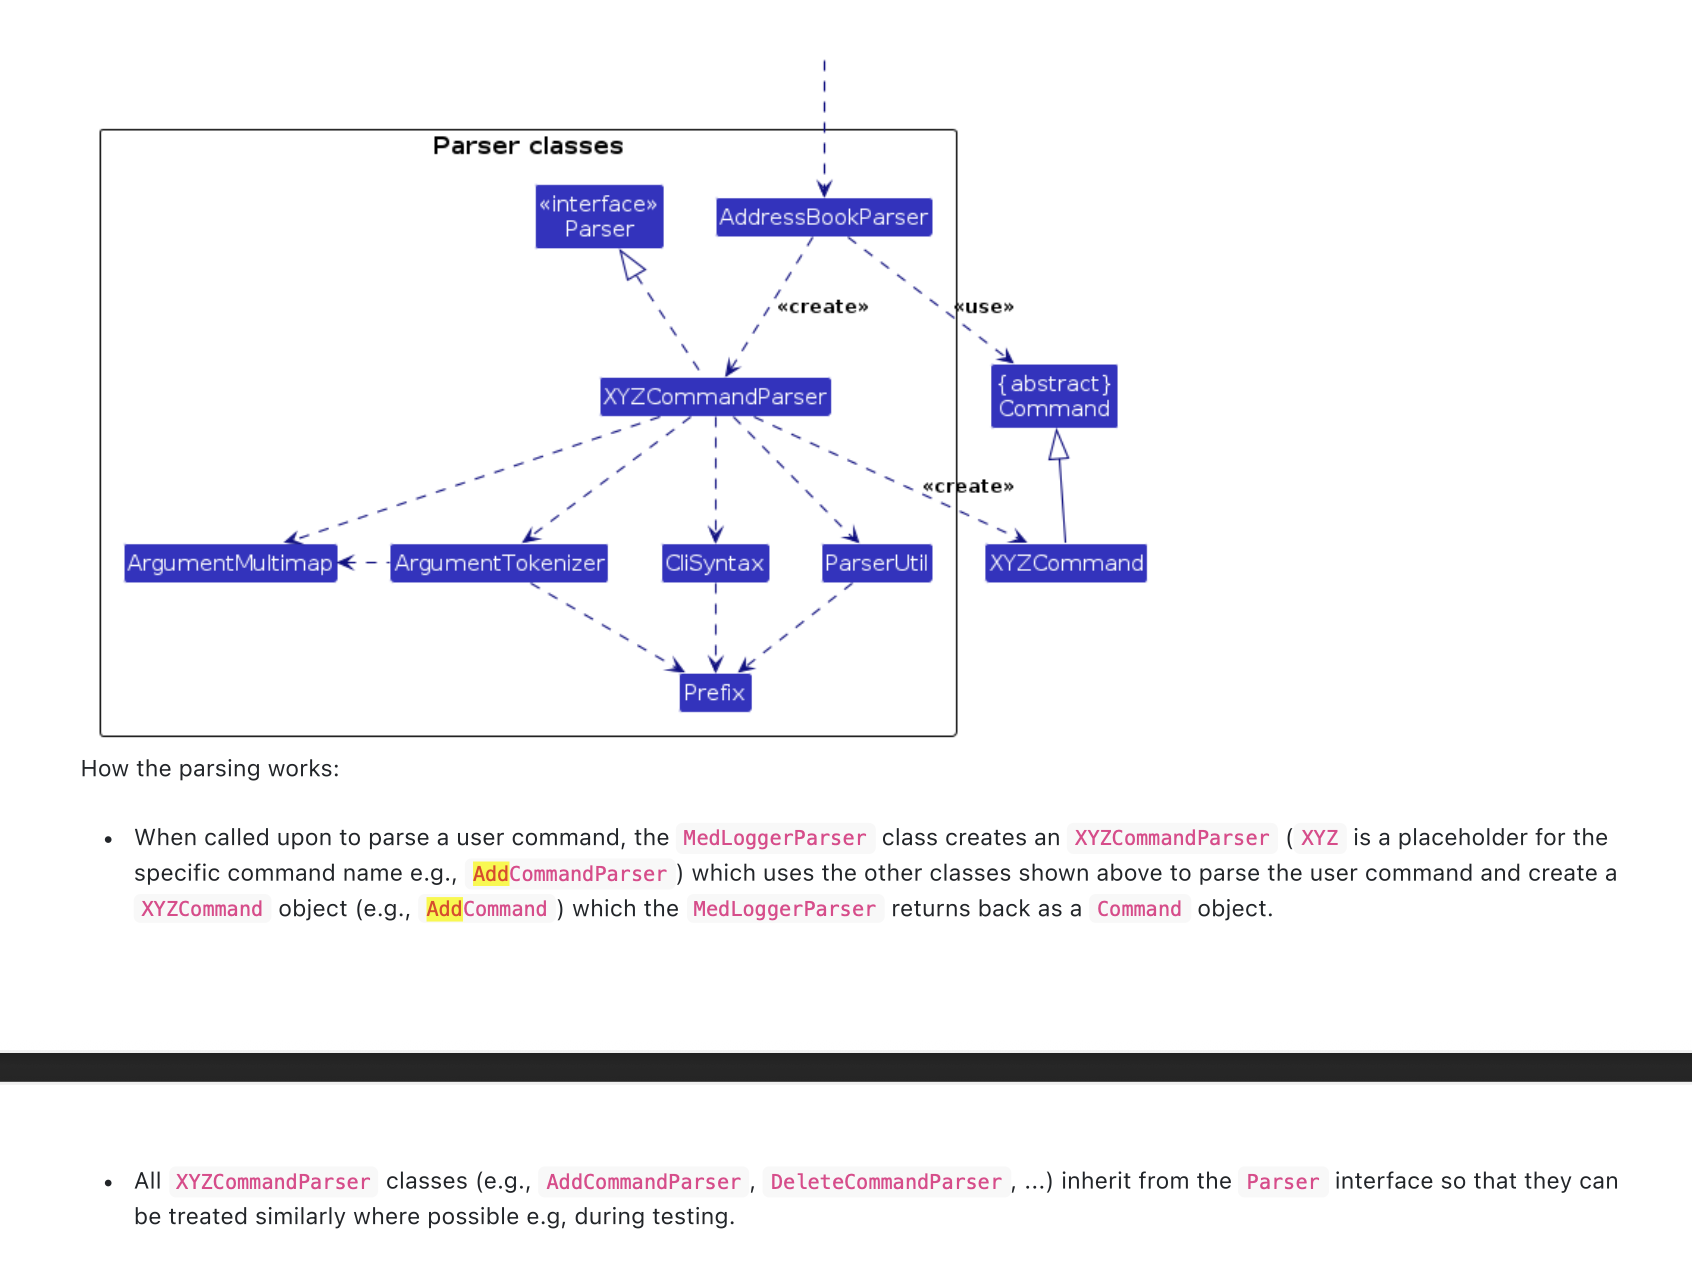 Parser classes
«interface»
Parser
AddressBookParser
«create»
«use»
XYZCommandParser
{abstract}
Command
«create»
ArgumentMultimap
ArgumentTokenizer
CliSyntax
ParserUtil
XYZCommand
Prefix
How the parsing works:
• When called upon to parse a user command, the MedLoggerParser class creates an XYZCommandParser ( XYZ is a placeholder for the
specific command name e.g., AddCommandParser ) which uses the other classes shown above to parse the user command and create a
XYZCommand object (e.g., AddCommand ) which the MedLoggerParser returns back as a Command object.
• All XYZCommandParser classes (e.g., AddCommandParser , DeleteCommandParser , ...) inherit from the Parser interface so that they can
be treated similarly where possible e.g, during testing.